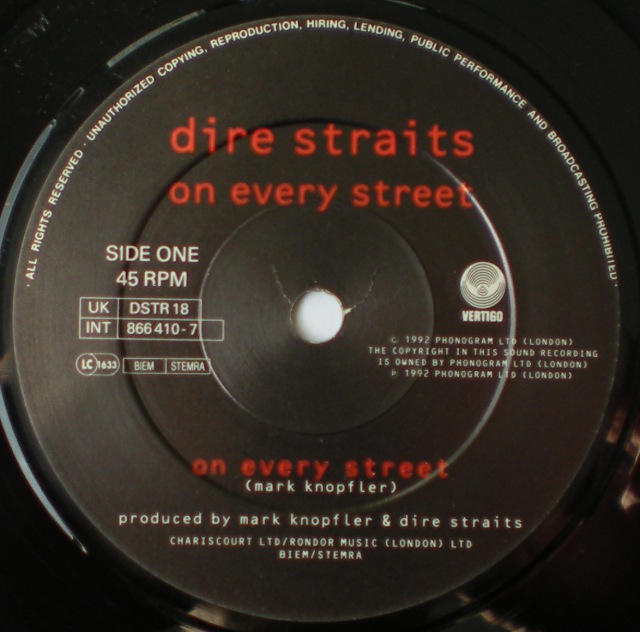 · ALL RIGHTS RESERVED · UNAUTHORIZED COPYING, REPRODUCTION, HIRING, LENDING, PUBLIC PERFORMANCE AND BROADCASTING PROHIBITED ·
dire straits
on every street
SIDE ONE
45 RPM
UK DSTR 18
INT 866 410-7
LC 1633 BIEM STEMRA
VERTIGO
© 1992 PHONOGRAM LTD (LONDON)
THE COPYRIGHT IN THIS SOUND RECORDING
IS OWNED BY PHONOGRAM LTD (LONDON)
℗ 1992 PHONOGRAM LTD (LONDON)
on every street
(mark knopfler)
produced by mark knopfler & dire straits
CHARISCOURT LTD/RONDOR MUSIC (LONDON) LTD
BIEM/STEMRA